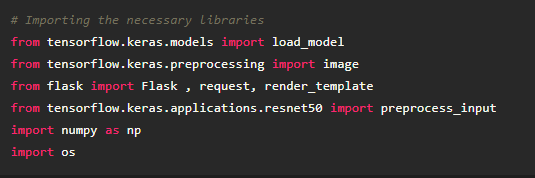 # Importing the necessary libraries
from tensorflow.keras.models import load_model
from tensorflow.keras.preprocessing import image
from flask import Flask , request, render_template
from tensorflow.keras.applications.resnet50 import preprocess_input
import numpy as np
import os